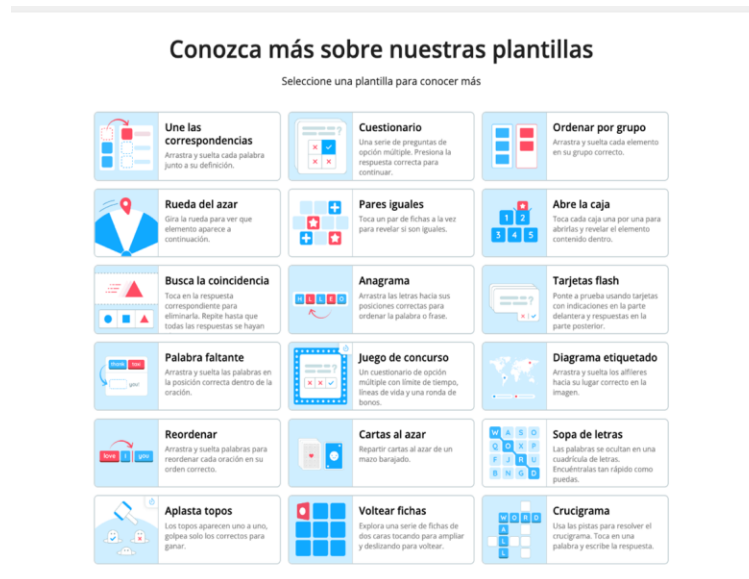 Conozca más sobre nuestras plantillas
Seleccione una plantilla para conocer más
Une las
correspondencias
Arrastra y suelta cada palabra
junto a su definición.
Cuestionario
Una serie de preguntas de
opción múltiple. Presiona la
respuesta correcta para
continuar.
Ordenar por grupo
Arrastra y suelta cada elemento
en su grupo correcto.
Rueda del azar
Gira la rueda para ver que
elemento aparece a
continuación.
Pares iguales
Toca un par de fichas a la vez
para revelar si son iguales.
1 2
3 4 5
Abre la caja
Toca cada caja una por una para
abrirlas y revelar el elemento
contenido dentro.
Busca la coincidencia
Toca en la respuesta
correspondiente para
eliminarla. Repite hasta que
todas las respuestas se hayan
H L L E O
Anagrama
Arrastra las letras hacia sus
posiciones correctas para
ordenar la palabra o frase.
Tarjetas flash
Ponte a prueba usando tarjetas
con indicaciones en la parte
delantera y respuestas en la
parte posterior.
you
Palabra faltante
Arrastra y suelta las palabras en
la posición correcta dentro de la
oración.
Juego de concurso
Un cuestionario de opción
múltiple con límite de tiempo,
líneas de vida y una ronda de
bonos.
Diagrama etiquetado
Arrastra y suelta los alfileres
hacia su lugar correcto en la
imagen.
love I you
Reordenar
Arrastra y suelta palabras para
reordenar cada oración en su
orden correcto.
Cartas al azar
Repartir cartas al azar de un
mazo barajado.
W A S O
Q O X P
F J R U
B N G D
Sopa de letras
Las palabras se ocultan en una
cuadrícula de letras.
Encuéntralas tan rápido como
puedas.
Aplasta topos
Los topos aparecen uno a uno,
golpea solo los correctos para
ganar.
Voltear fichas
Explora una serie de fichas de
dos caras tocando para ampliar
y deslizando para voltear.
W O R D
A
L
L
Crucigrama
Usa las pistas para resolver el
crucigrama. Toca en una
palabra y escribe la respuesta.